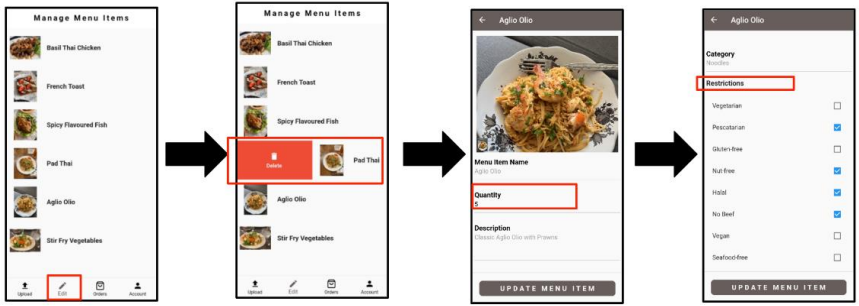 Manage Menu Items
Basil Thai Chicken
French Toast
Spicy Flavoured Fish
Pad Thai
Aglio Olio
Stir Fry Vegetables
Upload
Edit
Orders
Account
Manage Menu Items
Basil Thai Chicken
French Toast
Spicy Flavoured Fish
Delete
Pad Thai
Aglio Olio
Stir Fry Vegetables
Upload
Edit
Orders
Account
Aglio Olio
Menu Item Name
Aglio Olio
Quantity
5
Description
Classic Aglio Olio with Prawns
UPDATE MENU ITEM
Aglio Olio
Category
Noodles
Restrictions
Vegetarian
Pescatarian
Gluten-free
Nut-free
Halal
No Beef
Vegan
Seafood-free
UPDATE MENU ITEM